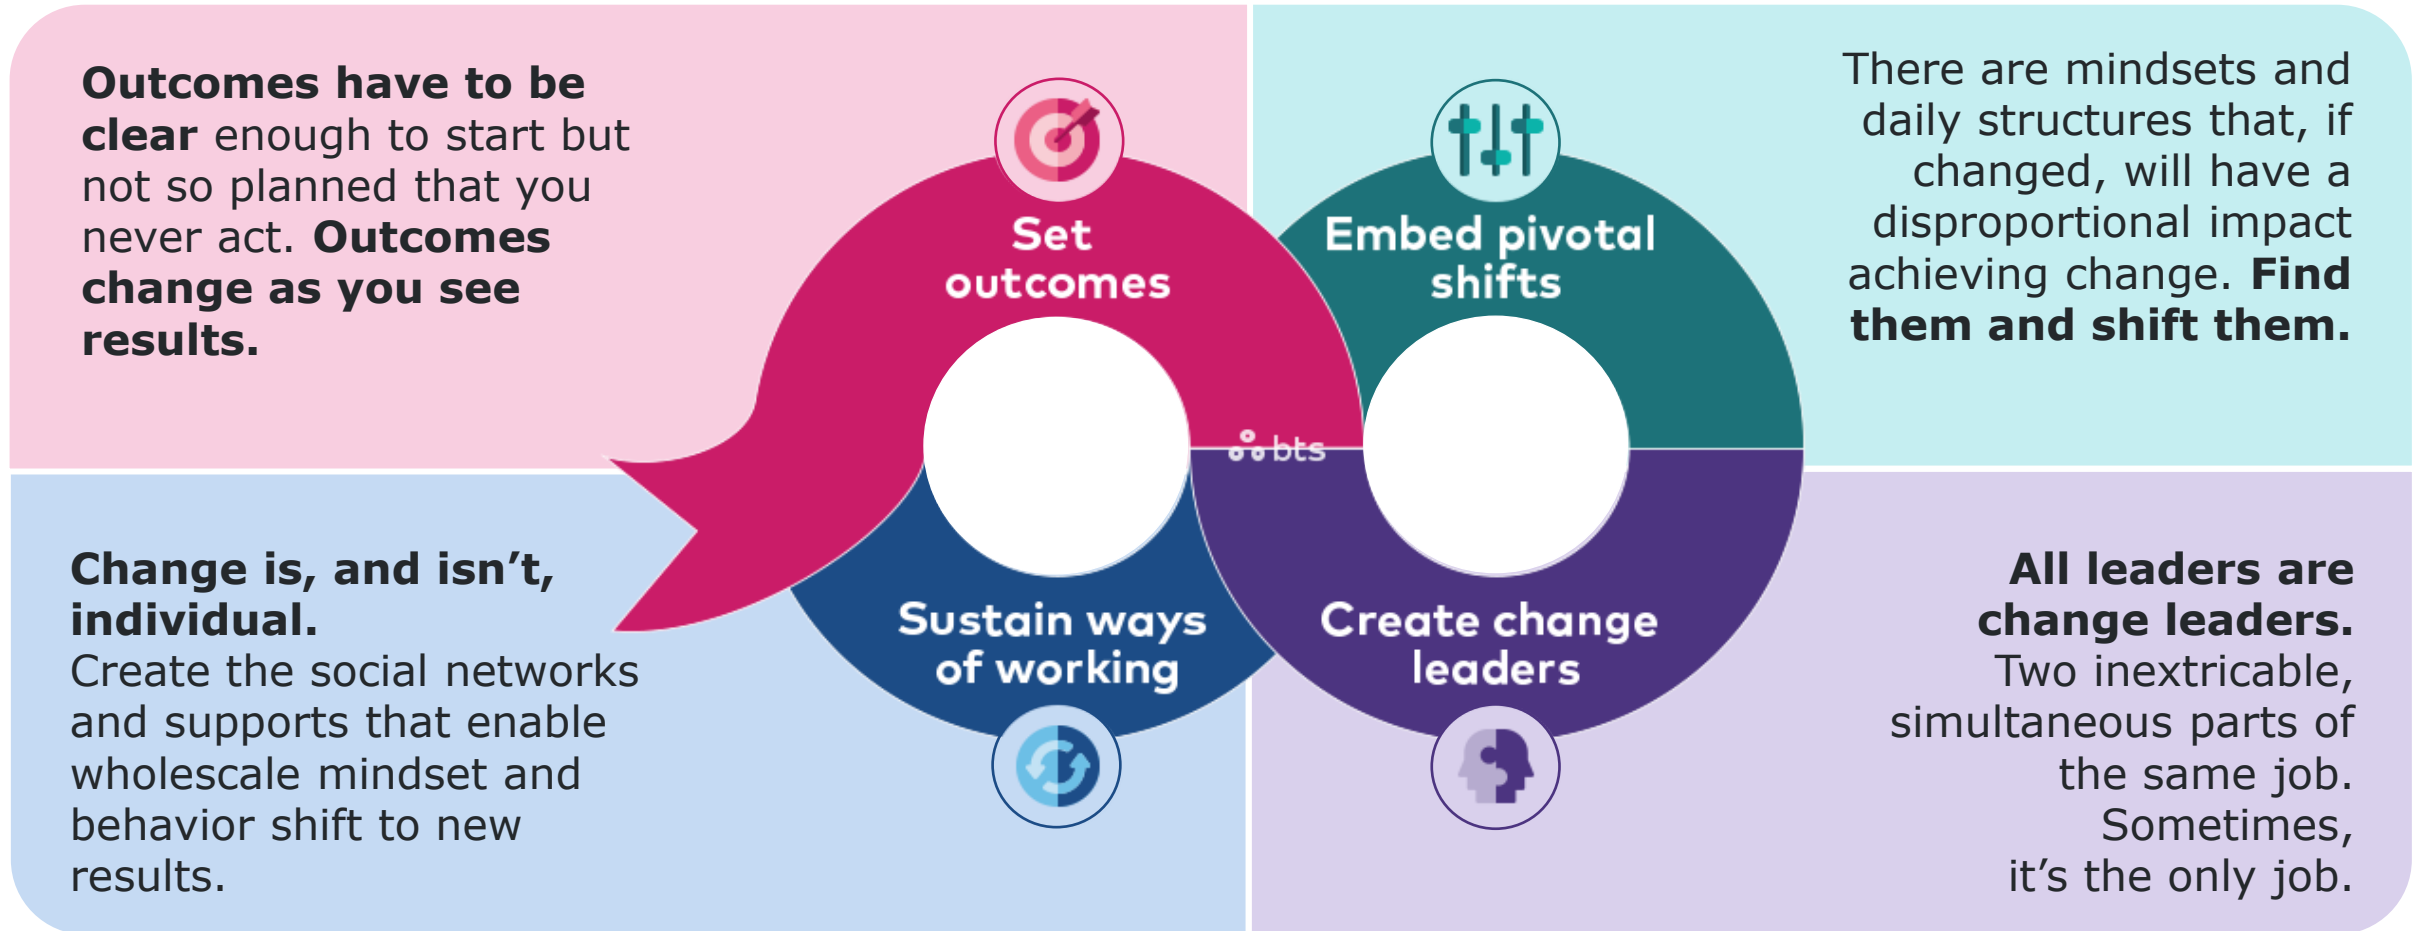 Outcomes have to be
clear enough to start but
not so planned that you
never act. Outcomes
change as you see
results.
Set
outcomes
Embed pivotal
shifts
There are mindsets and
daily structures that, if
changed, will have a
disproportional impact
achieving change. Find
them and shift them.
bts
Change is, and isn’t,
individual.
Create the social networks
and supports that enable
wholescale mindset and
behavior shift to new
results.
Sustain ways
of working
Create change
leaders
All leaders are
change leaders.
Two inextricable,
simultaneous parts of
the same job.
Sometimes,
it’s the only job.